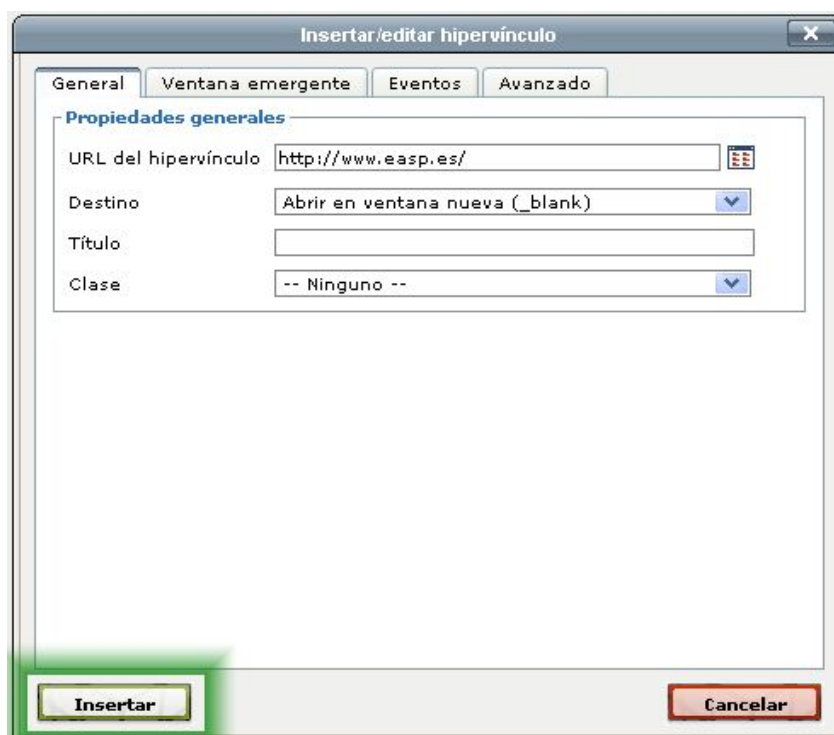 Insertar/editar hipervínculo
General Ventana emergente Eventos Avanzado
Propiedades generales
URL del hipervínculo http://www.easp.es/
Destino Abrir en ventana nueva (_blank)
Título
Clase -- Ninguno --
Insertar Cancelar